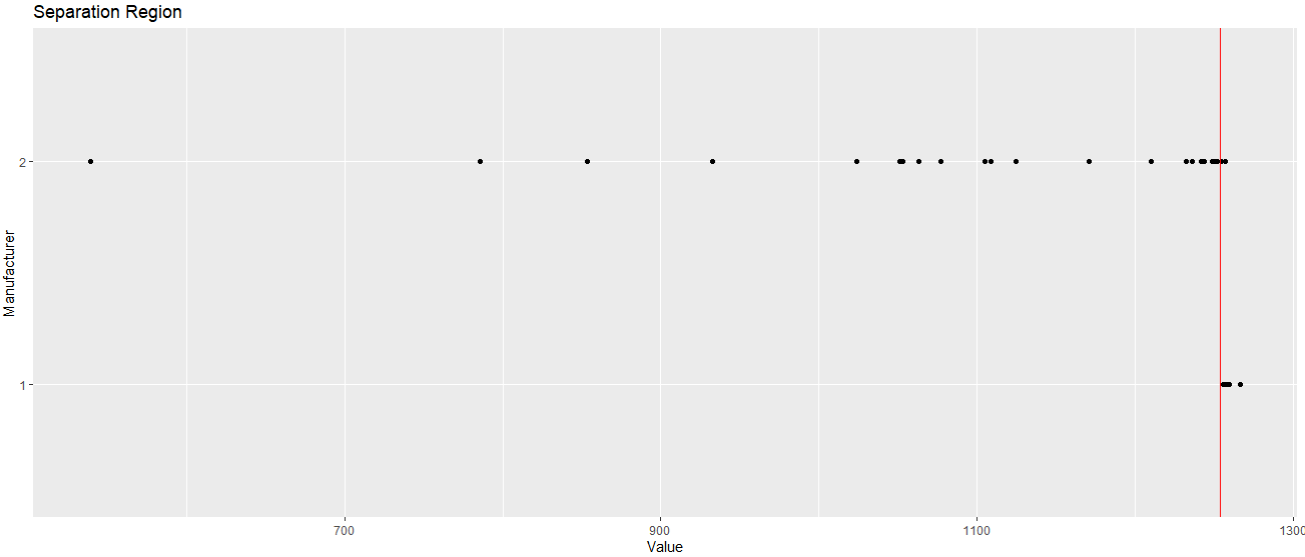 Separation Region
Manufacturer
2
1
700
900
1100
1300
Value